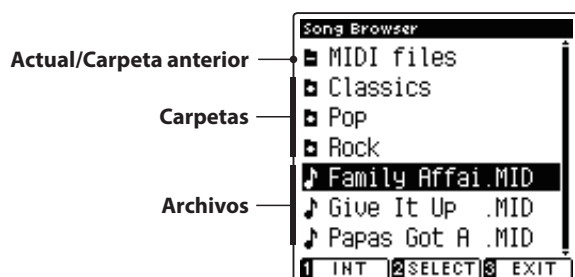 Song Browser
Actual/Carpeta anterior
MIDI files
Carpetas
Classics
Pop
Rock
Archivos
Family Affai.MID
Give It Up .MID
Papas Got A .MID
1 INT 2 SELECT 3 EXIT